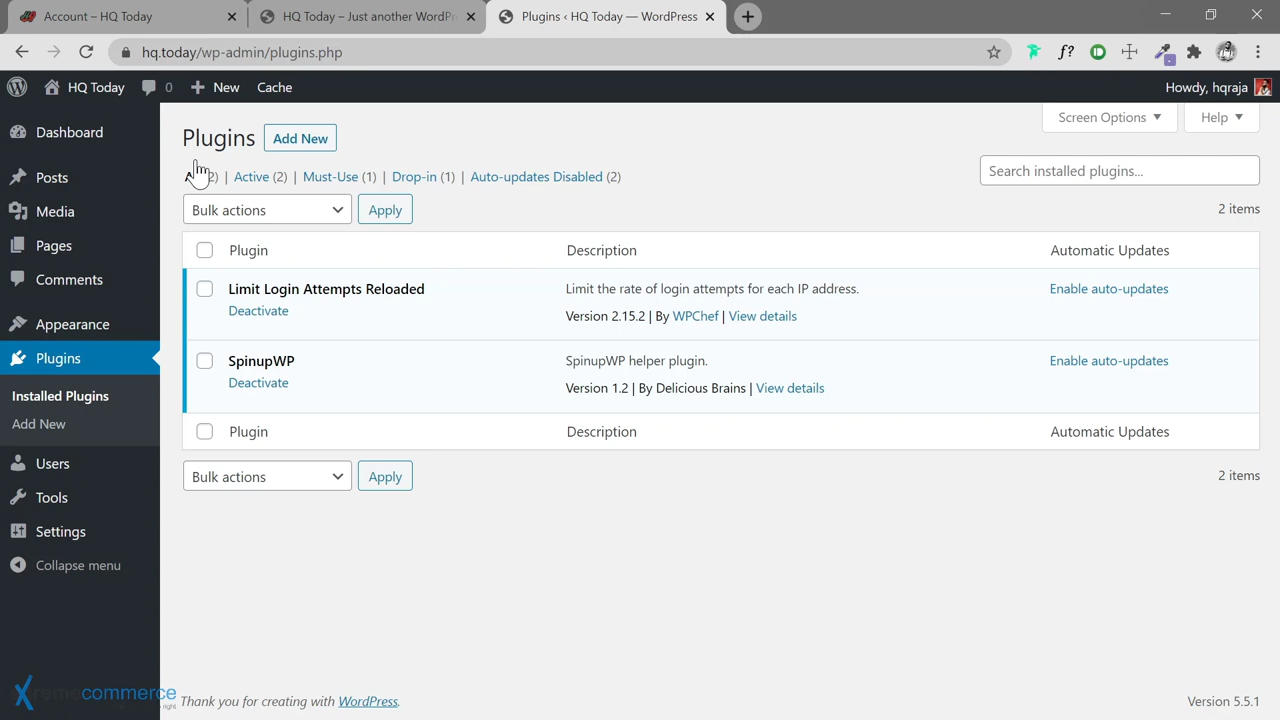 Account – HQ Today
HQ Today – Just another WordPr
Plugins ‹ HQ Today — WordPress
hq.today/wp-admin/plugins.php
f?
HQ Today
0
New
Cache
Howdy, hqraja
Dashboard
Posts
Media
Pages
Comments
Appearance
Plugins
Installed Plugins
Add New
Users
Tools
Settings
Collapse menu
Screen Options
Help
Plugins
Add New
(2) | Active (2) | Must-Use (1) | Drop-in (1) | Auto-updates Disabled (2)
Search installed plugins...
Bulk actions
Apply
2 items
Plugin
Description
Automatic Updates
Limit Login Attempts Reloaded
Deactivate
Limit the rate of login attempts for each IP address.
Version 2.15.2 | By WPChef | View details
Enable auto-updates
SpinupWP
Deactivate
SpinupWP helper plugin.
Version 1.2 | By Delicious Brains | View details
Enable auto-updates
Plugin
Description
Automatic Updates
Bulk actions
Apply
2 items
Xtremecommerce
Thank you for creating with WordPress.
Version 5.5.1